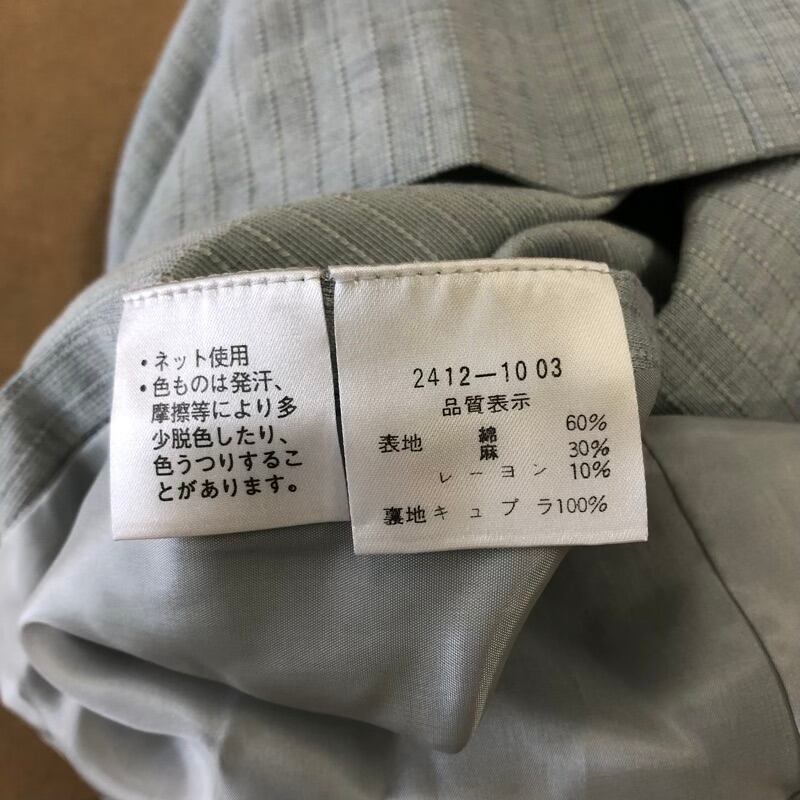 ・ネット使用
・色ものは発汗、
摩擦等により多
少脱色したり、
色うつりするこ
とがあります。
2412-10 03
品質表示
表地 綿 60%
麻 30%
レーヨン 10%
裏地キュプラ100%